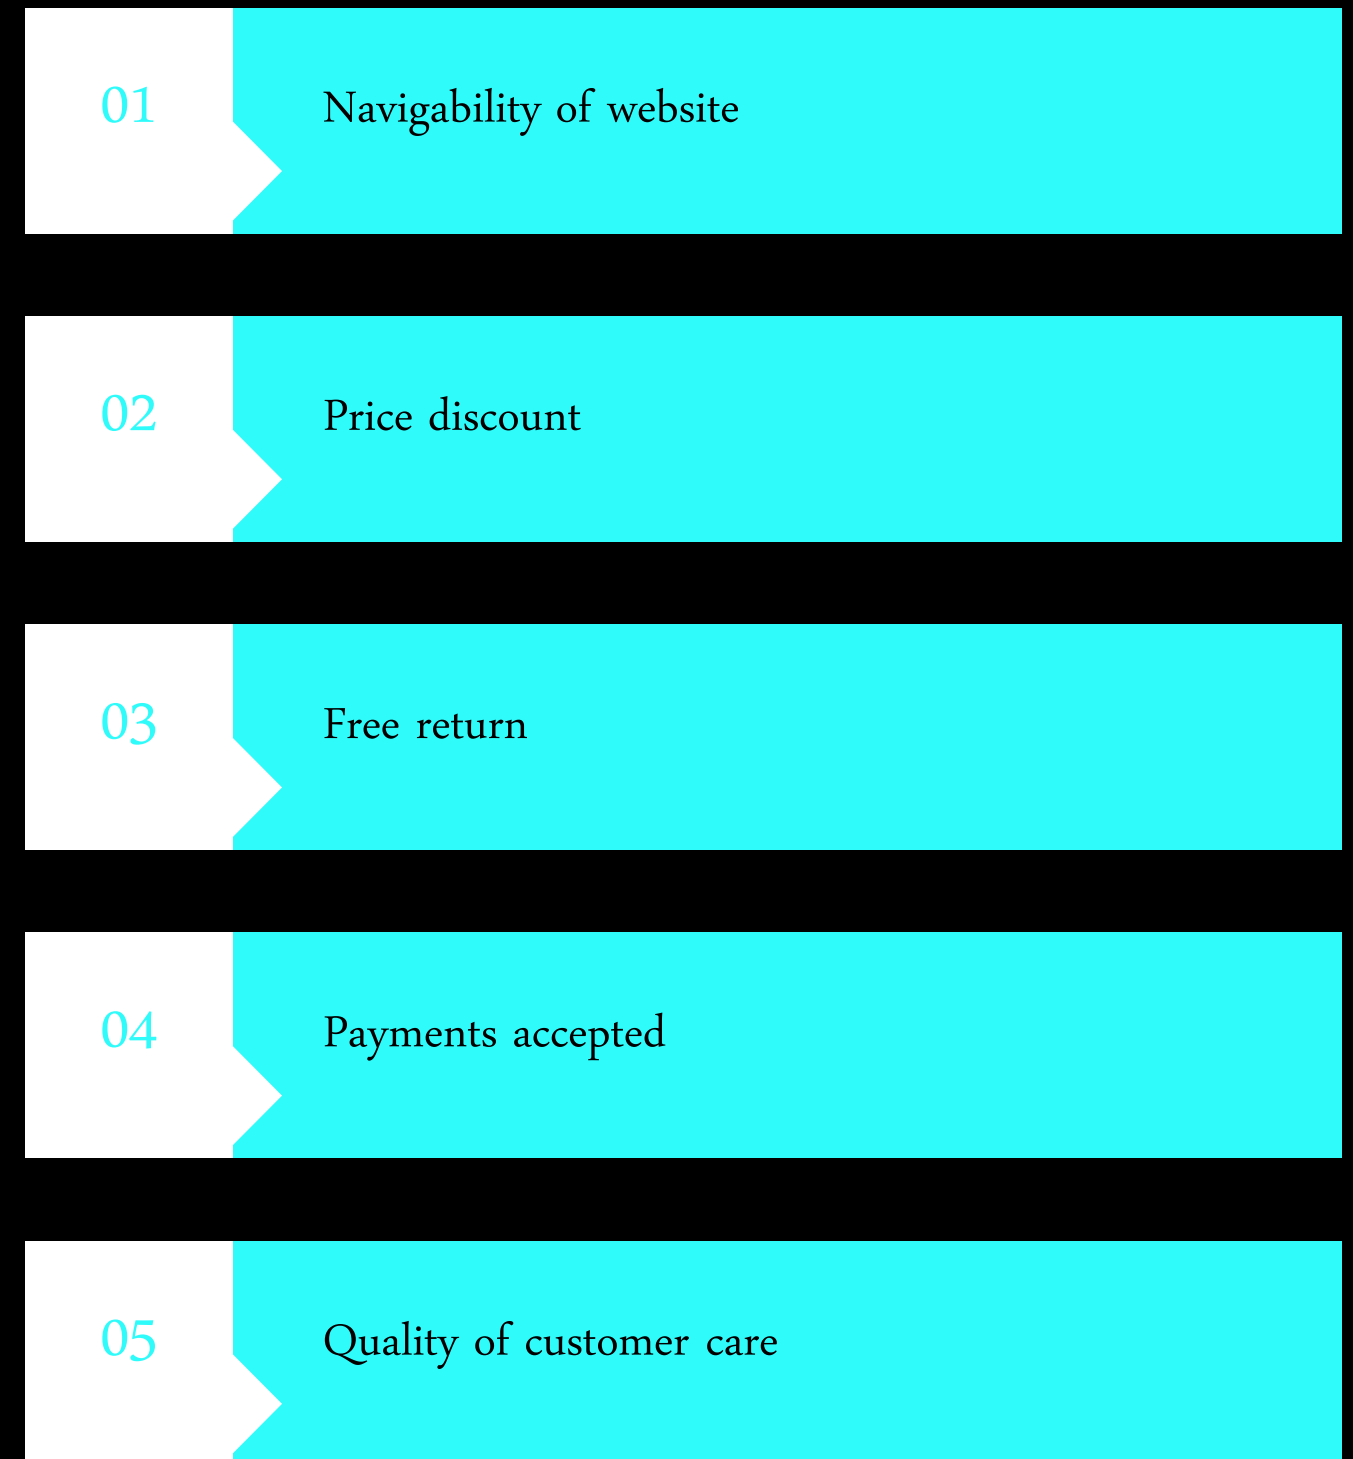 01
Navigability of website
02
Price discount
03
Free return
04
Payments accepted
05
Quality of customer care